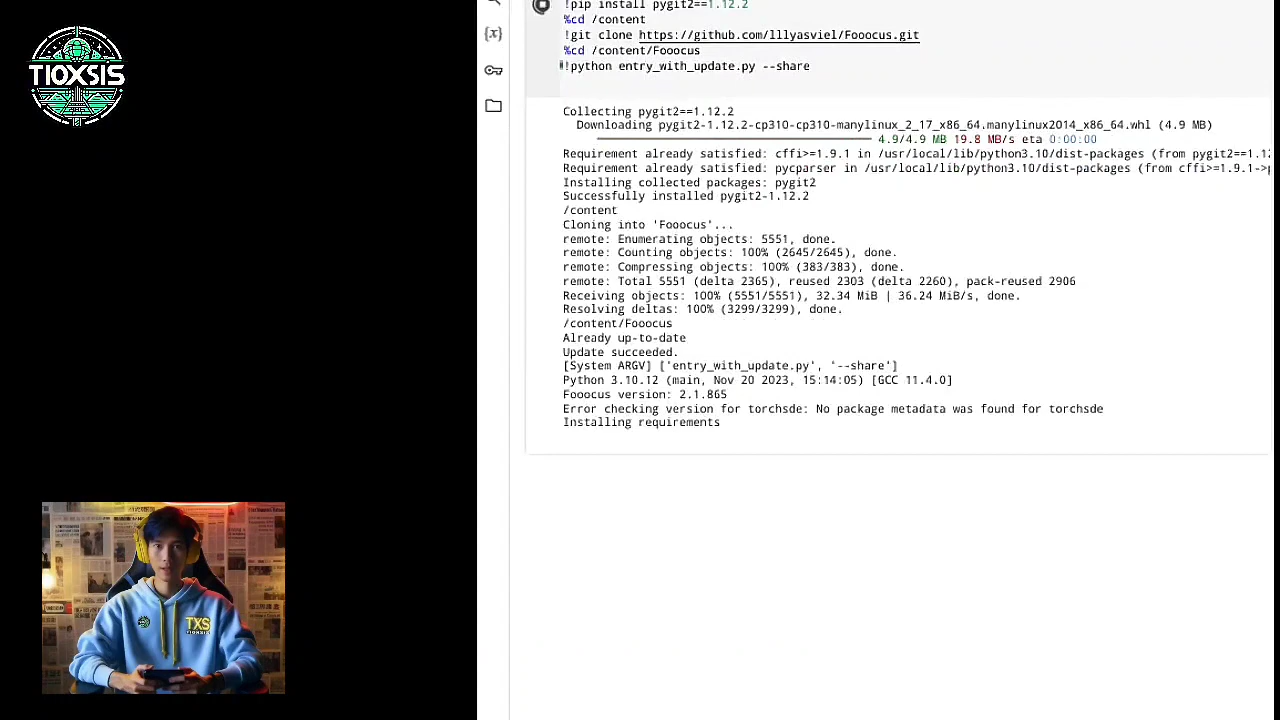 TIOXSIS
!pip install pygit2==1.12.2
%cd /content
!git clone https://github.com/lllyasviel/Fooocus.git
%cd /content/Fooocus
!python entry_with_update.py --share
{x}
Collecting pygit2==1.12.2
Downloading pygit2-1.12.2-cp310-cp310-manylinux_2_17_x86_64.manylinux2014_x86_64.whl (4.9 MB)
4.9/4.9 MB 19.8 MB/s eta 0:00:00
Requirement already satisfied: cffi>=1.9.1 in /usr/local/lib/python3.10/dist-packages (from pygit2==1.12
Requirement already satisfied: pycparser in /usr/local/lib/python3.10/dist-packages (from cffi>=1.9.1->p
Installing collected packages: pygit2
Successfully installed pygit2-1.12.2
/content
Cloning into 'Fooocus'...
remote: Enumerating objects: 5551, done.
remote: Counting objects: 100% (2645/2645), done.
remote: Compressing objects: 100% (383/383), done.
remote: Total 5551 (delta 2365), reused 2303 (delta 2260), pack-reused 2906
Receiving objects: 100% (5551/5551), 32.34 MiB | 36.24 MiB/s, done.
Resolving deltas: 100% (3299/3299), done.
/content/Fooocus
Already up-to-date
Update succeeded.
[System ARGV] ['entry_with_update.py', '--share']
Python 3.10.12 (main, Nov 20 2023, 15:14:05) [GCC 11.4.0]
Fooocus version: 2.1.865
Error checking version for torchsde: No package metadata was found for torchsde
Installing requirements
TXS
TIOXSIS